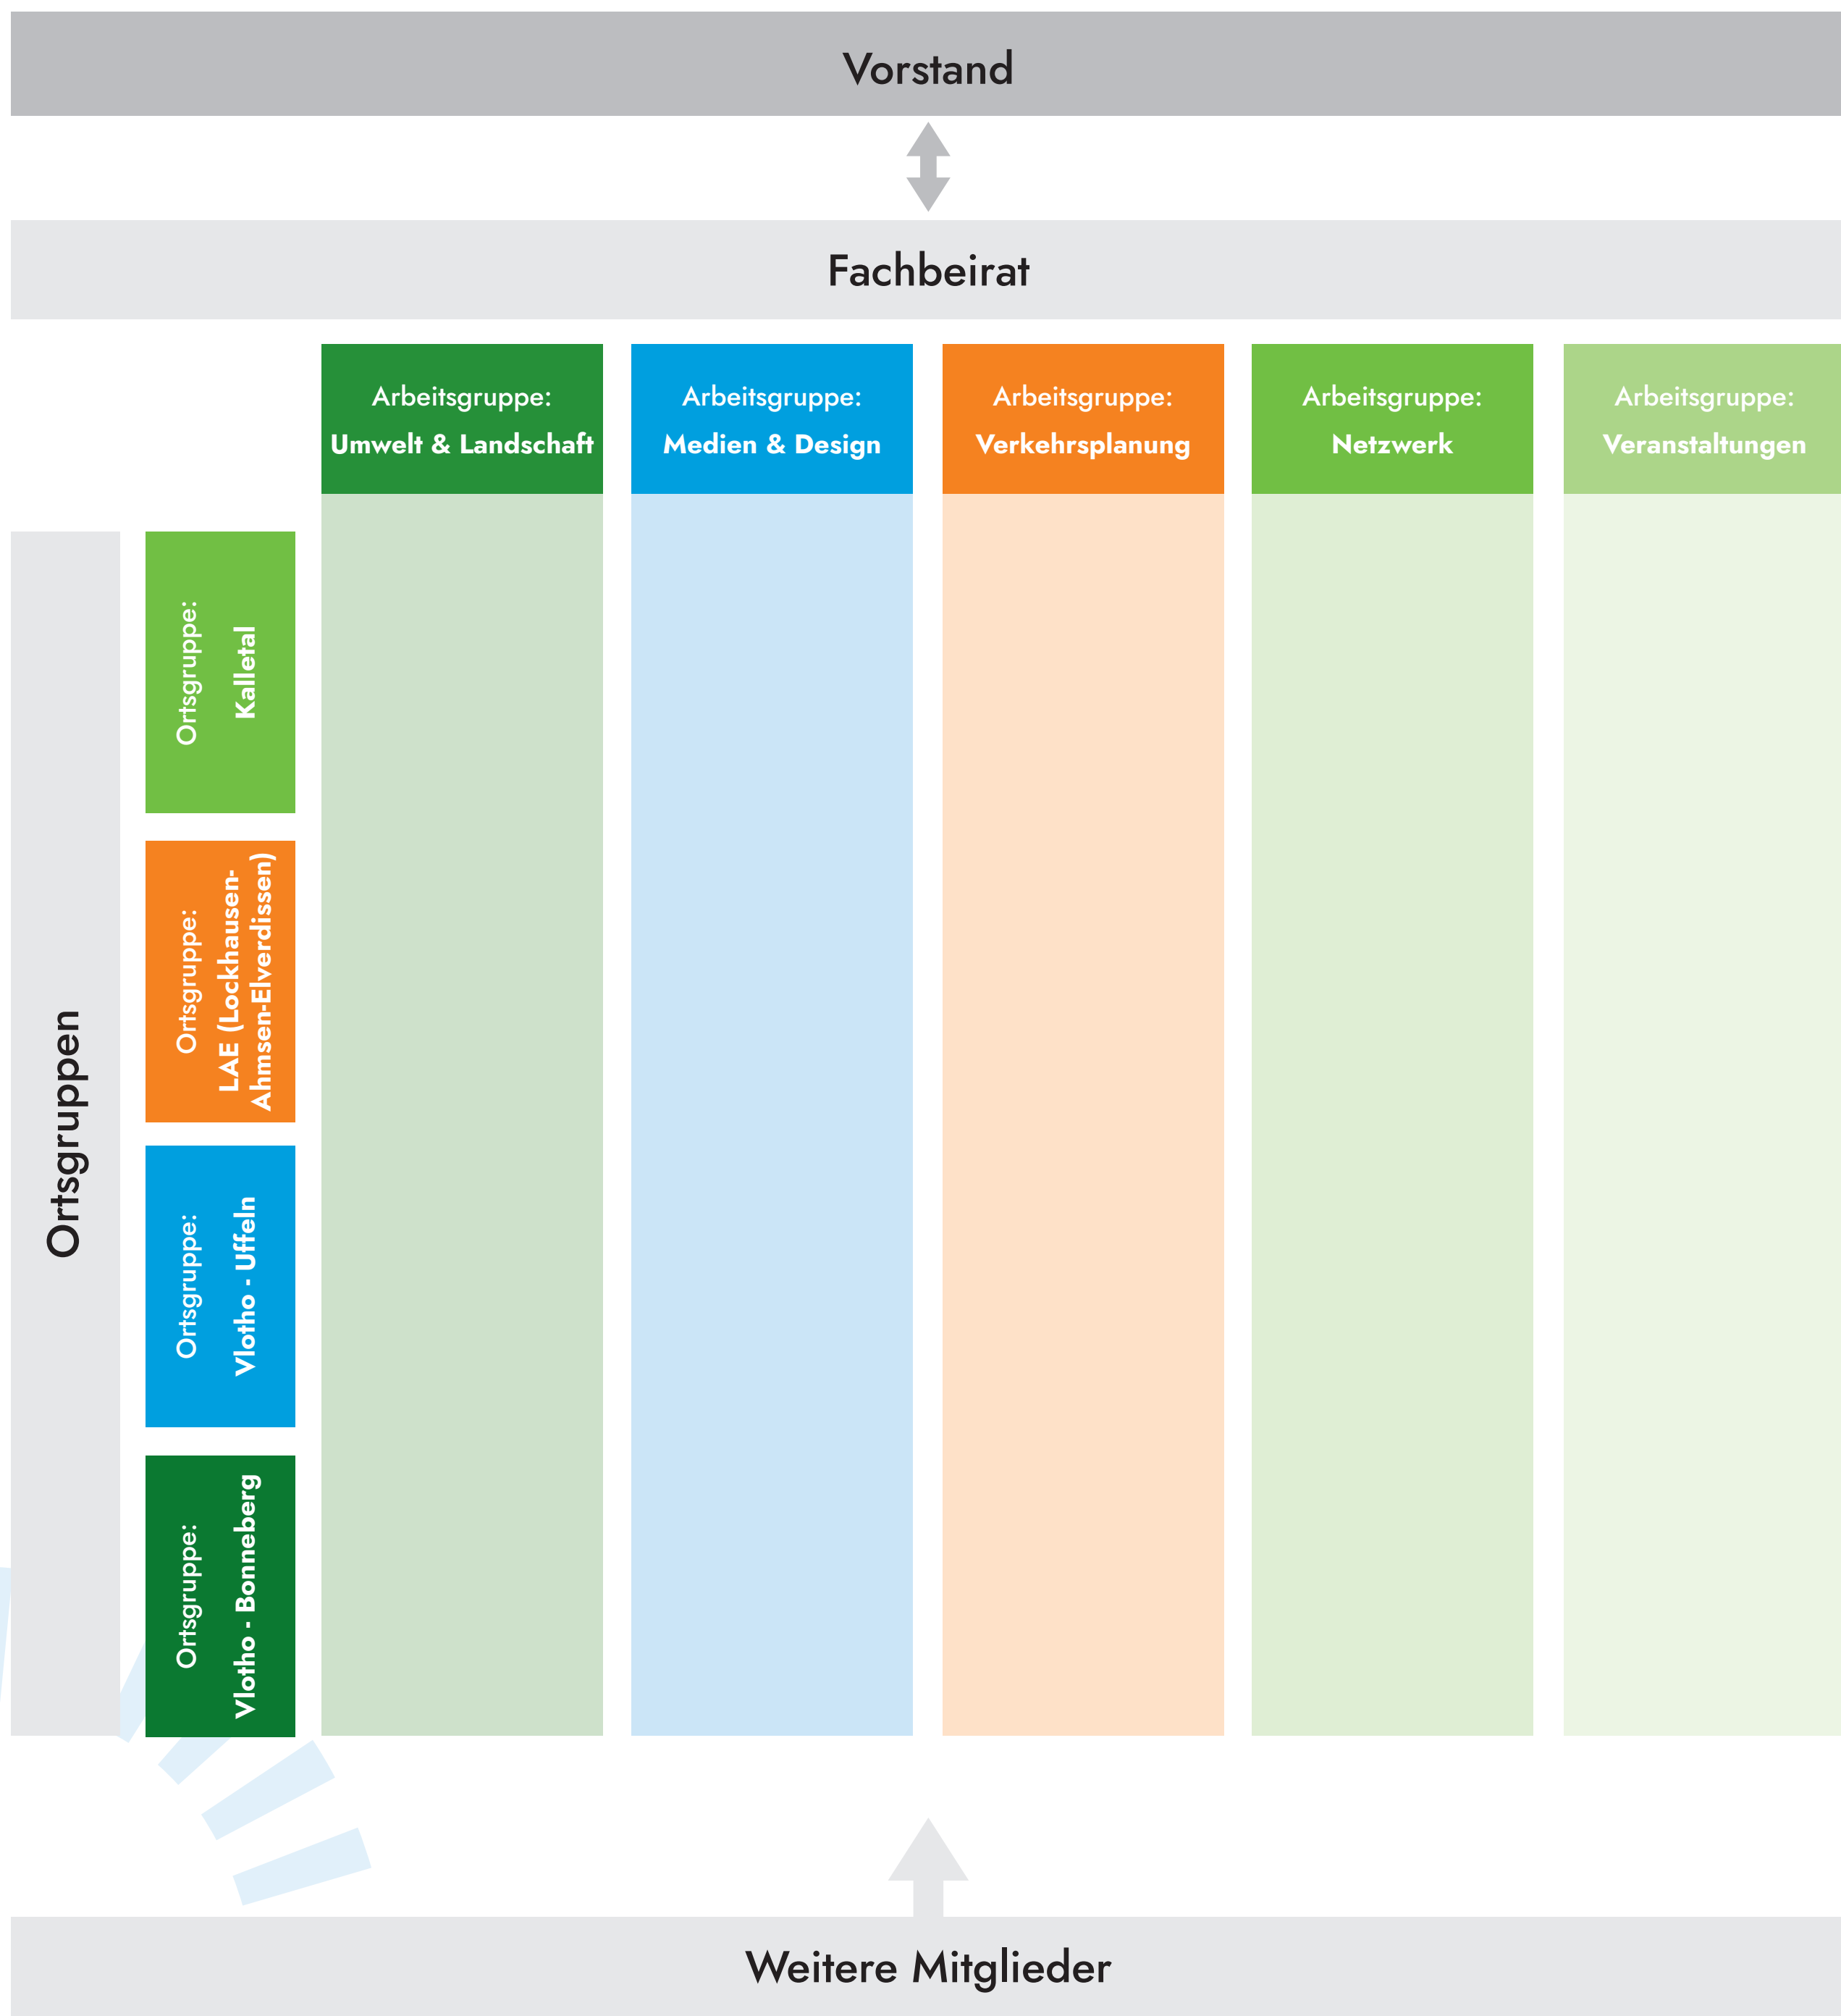 Vorstand
Fachbeirat
Arbeitsgruppe:
Umwelt & Landschaft
Arbeitsgruppe:
Medien & Design
Arbeitsgruppe:
Verkehrsplanung
Arbeitsgruppe:
Netzwerk
Arbeitsgruppe:
Veranstaltungen
Ortsgruppen
Ortsgruppe:
Kalletal
Ortsgruppe:
LAE (Lockhausen-
Ahmsen-Elverdissen)
Ortsgruppe:
Vlotho - Uffeln
Ortsgruppe:
Vlotho - Bonneberg
Weitere Mitglieder